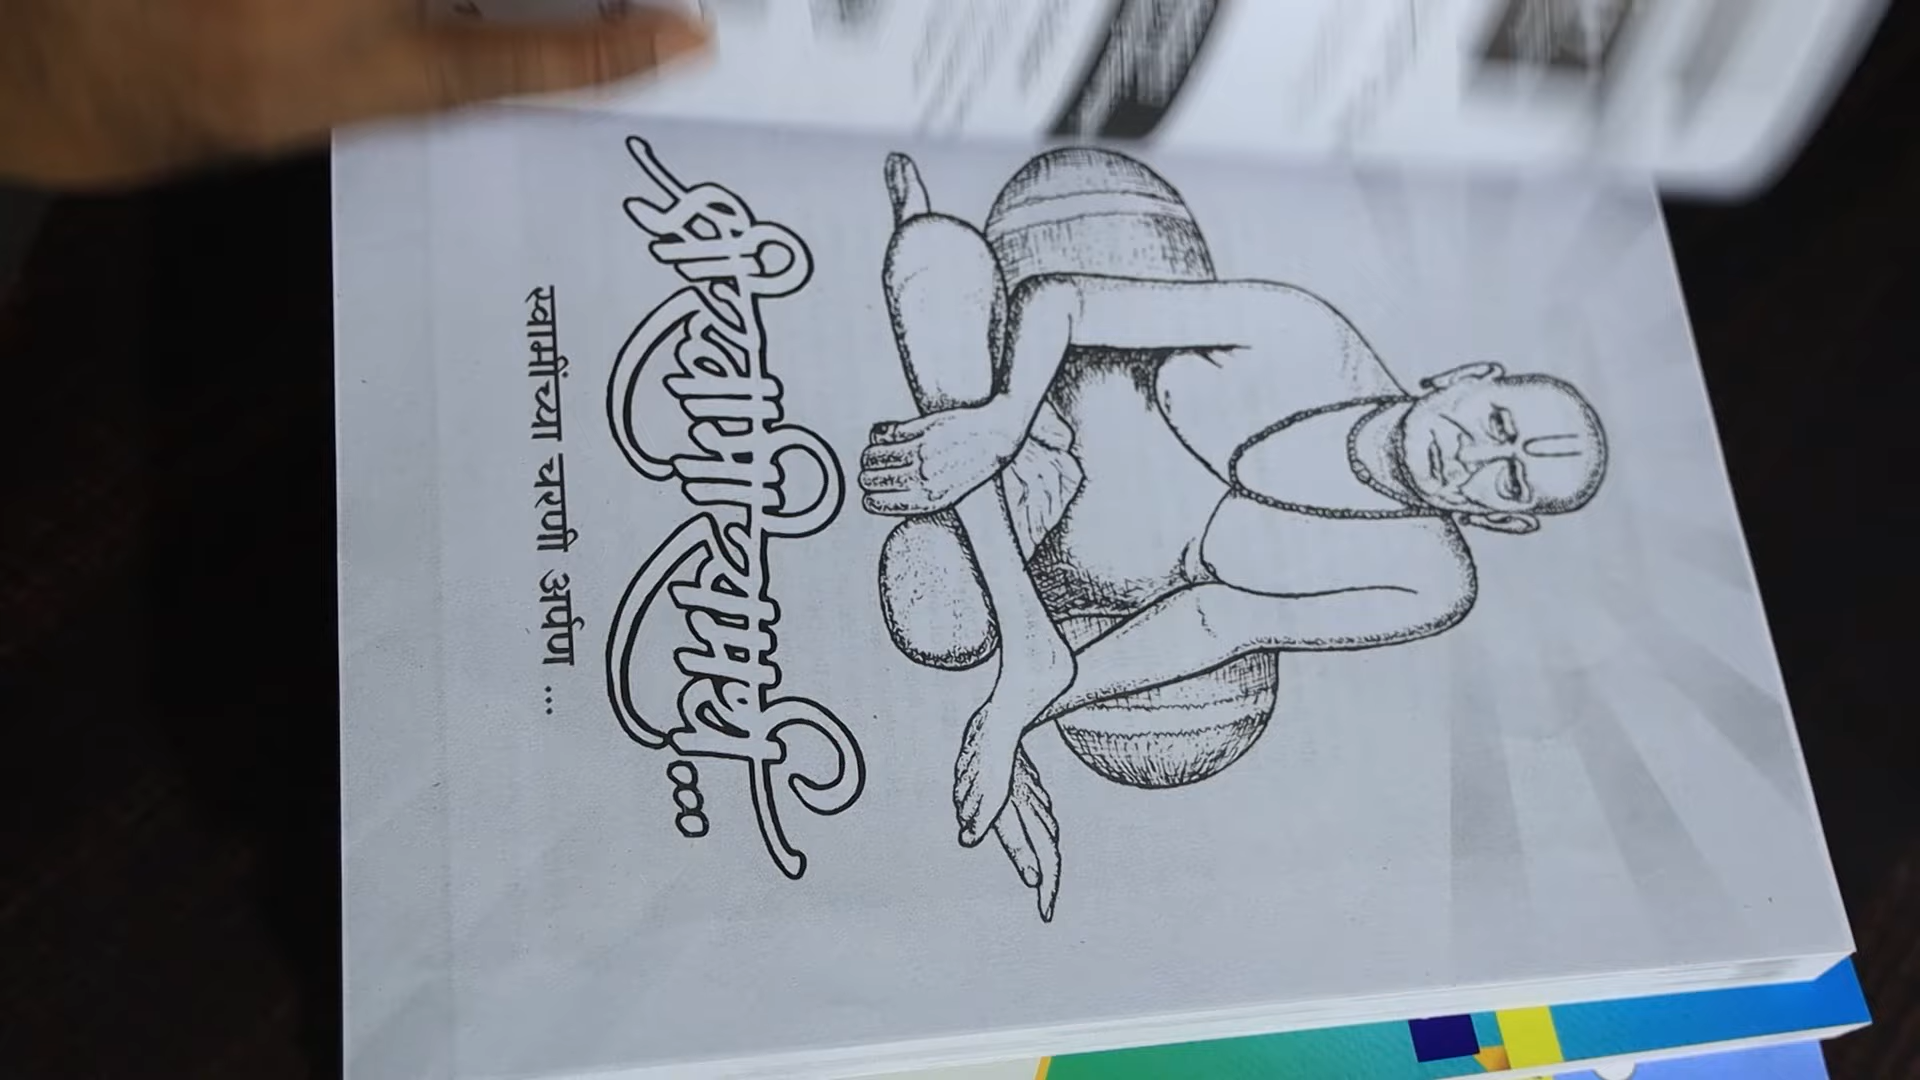 श्री स्वामी समर्थ
स्वामींच्या चरणी अर्पण ...